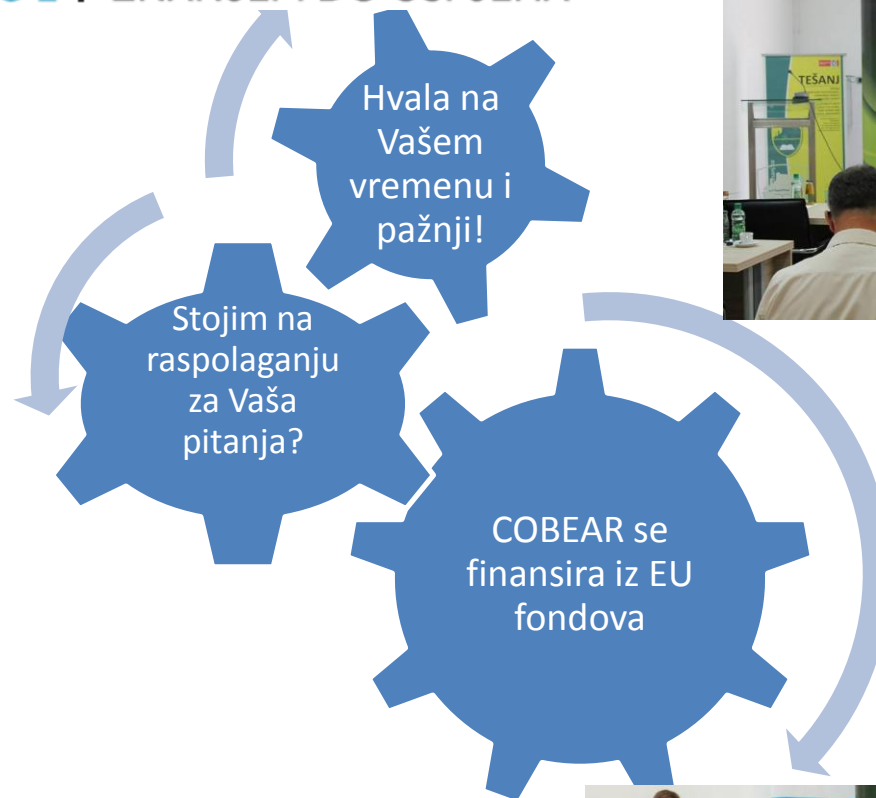 Hvala na
Vašem
vremenu i
pažnji!
TEŠANJ
Stojim na
raspolaganju
za Vaša
pitanja?
COBEAR se
finansira iz EU
fondova